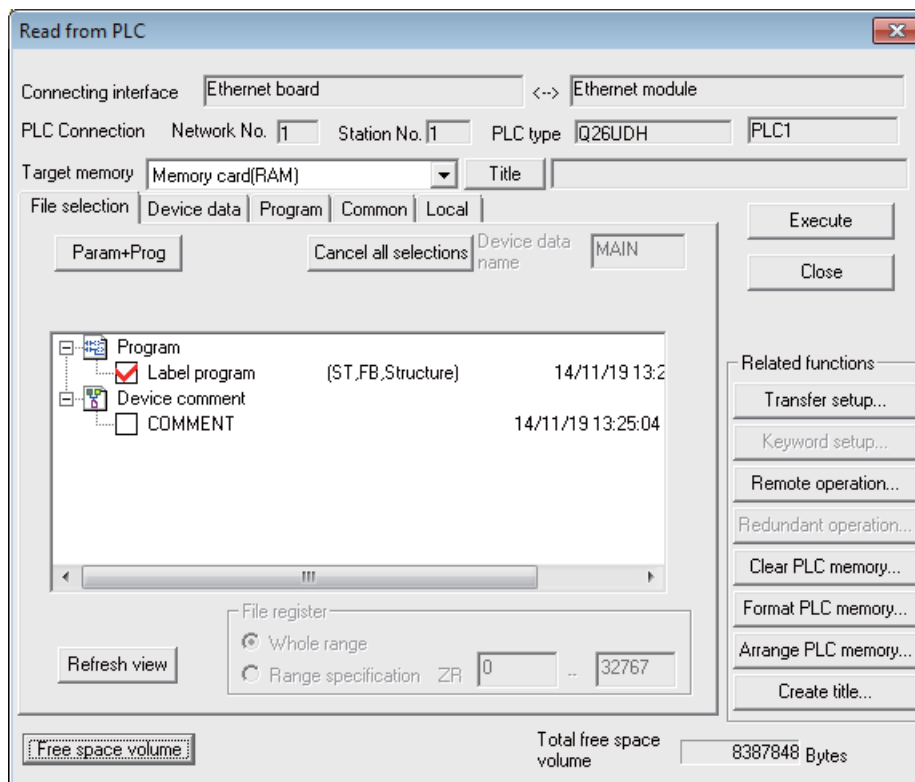 Read from PLC
Connecting interface Ethernet board <--> Ethernet module
PLC Connection Network No. 1 Station No. 1 PLC type Q26UDH PLC1
Target memory Memory card(RAM) Title
File selection Device data Program Common Local
Param+Prog Cancel all selections Device data name MAIN
Execute
Close
Program
Label program (ST,FB,Structure) 14/11/19 13:2
Device comment
COMMENT 14/11/19 13:25:04
Related functions
Transfer setup...
Keyword setup...
Remote operation...
Redundant operation...
Clear PLC memory...
Format PLC memory...
Arrange PLC memory...
Create title...
File register
Whole range
Refresh view
Range specification ZR 0 .. 32767
Free space volume
Total free space volume 8387848 Bytes